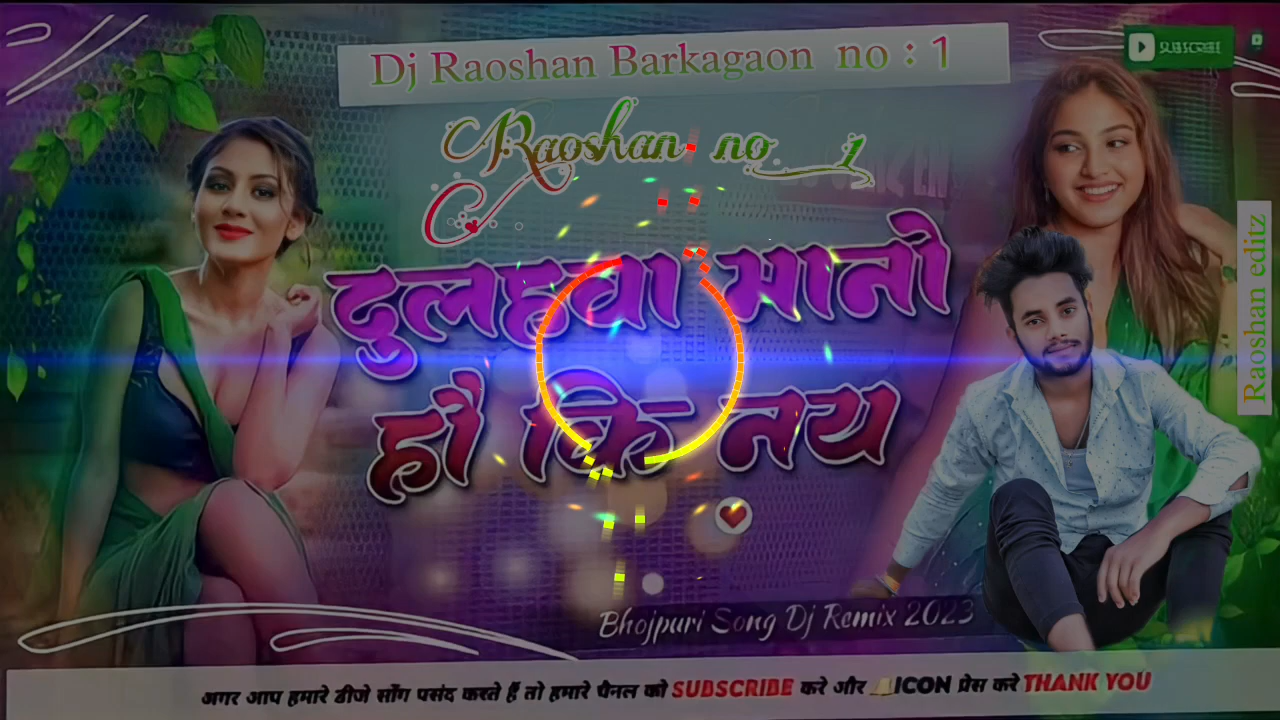 Dj Raoshan Barkagaon no : 1
SUBSCRIBE
Raoshan no 1
दुलहवा मानो
हौ कि नय
Raoshan editz
Bhojpuri Song Dj Remix 2023
अगर आप हमारे डीजे सोंग पसंद करते हैं तो हमारे चैनल को SUBSCRIBE करे और ICON प्रेस करे THANK YOU